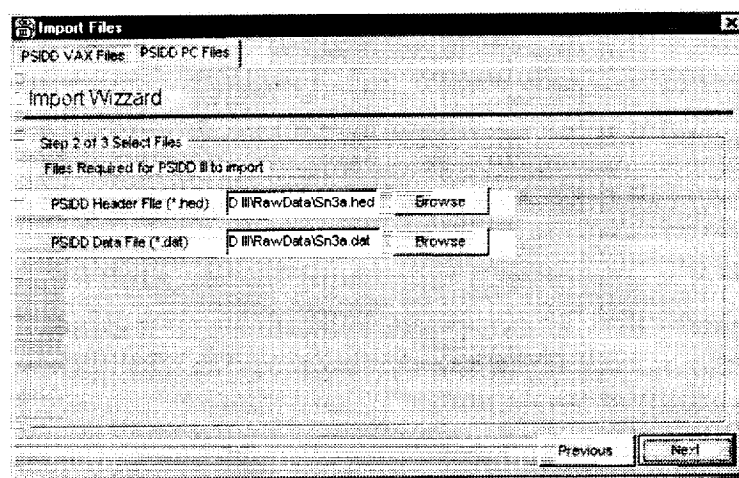 Import Files
PSIDD VAX Files PSIDD PC Files
Import Wizzard
Step 2 of 3 Select Files
Files Required for PSIDD III to import
PSIDD Header File (*.hed) D III\RawData\Sn3a.hed Browse
PSIDD Data File (*.dat) D III\RawData\Sn3a.dat Browse
Previous Next